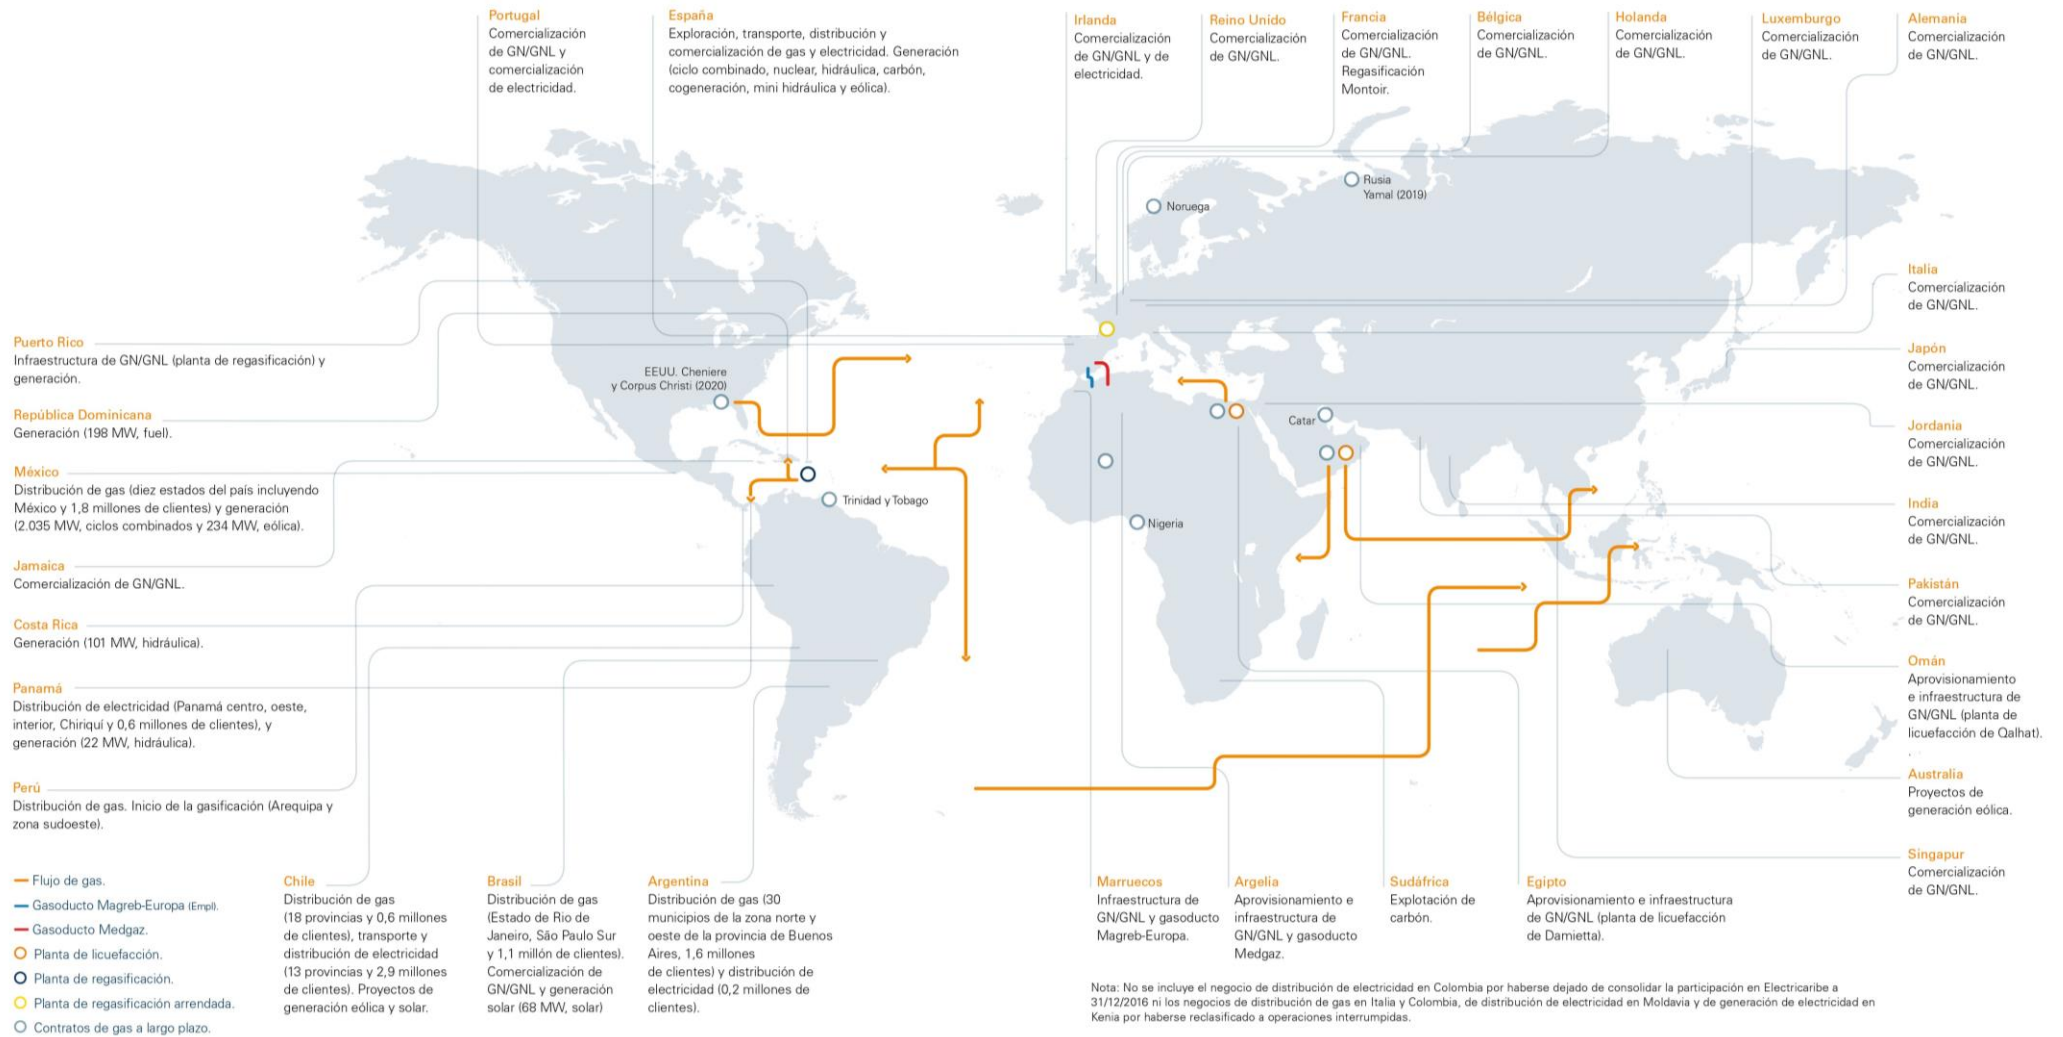 Portugal
Comercialización
de GN/GNL y
comercialización
de electricidad.
España
Exploración, transporte, distribución y
comercialización de gas y electricidad. Generación
(ciclo combinado, nuclear, hidráulica, carbón,
cogeneración, mini hidráulica y eólica).
Irlanda
Comercialización
de GN/GNL y de
electricidad.
Reino Unido
Comercialización
de GN/GNL.
Francia
Comercialización
de GN/GNL.
Regasificación
Montoir.
Bélgica
Comercialización
de GN/GNL.
Holanda
Comercialización
de GN/GNL.
Luxemburgo
Comercialización
de GN/GNL.
Alemania
Comercialización
de GN/GNL.
Rusia
Yamal (2019)
Noruega
Italia
Comercialización
de GN/GNL.
Puerto Rico
Infraestructura de GN/GNL (planta de regasificación) y
generación.
Japón
Comercialización
de GN/GNL.
EEUU. Cheniere
y Corpus Christi (2020)
República Dominicana
Generación (198 MW, fuel).
Catar
Jordania
Comercialización
de GN/GNL.
México
Distribución de gas (diez estados del país incluyendo
México y 1,8 millones de clientes) y generación
(2.035 MW, ciclos combinados y 234 MW, eólica).
Trinidad y Tobago
Nigeria
India
Comercialización
de GN/GNL.
Jamaica
Comercialización de GN/GNL.
Pakistán
Comercialización
de GN/GNL.
Costa Rica
Generación (101 MW, hidráulica).
Omán
Aprovisionamiento
e infraestructura de
GN/GNL (planta de
licuefacción de Qalhat).
Panamá
Distribución de electricidad (Panamá centro, oeste,
interior, Chiriquí y 0,6 millones de clientes), y
generación (22 MW, hidráulica).
Australia
Proyectos de
generación eólica.
Perú
Distribución de gas. Inicio de la gasificación (Arequipa y
zona sudoeste).
Singapur
Comercialización
de GN/GNL.
Flujo de gas.
Gasoducto Magreb-Europa (Empl).
Gasoducto Medgaz.
Planta de licuefacción.
Planta de regasificación.
Planta de regasificación arrendada.
Contratos de gas a largo plazo.
Chile
Distribución de gas
(18 provincias y 0,6 millones
de clientes), transporte y
distribución de electricidad
(13 provincias y 2,9 millones
de clientes). Proyectos de
generación eólica y solar.
Brasil
Distribución de gas
(Estado de Rio de
Janeiro, São Paulo Sur
y 1,1 millón de clientes).
Comercialización de
GN/GNL y generación
solar (68 MW, solar)
Argentina
Distribución de gas (30
municipios de la zona norte y
oeste de la provincia de Buenos
Aires, 1,6 millones
de clientes) y distribución de
electricidad (0,2 millones de
clientes).
Marruecos
Infraestructura de
GN/GNL y gasoducto
Magreb-Europa.
Argelia
Aprovisionamiento e
infraestructura de
GN/GNL y gasoducto
Medgaz.
Sudáfrica
Explotación de
carbón.
Egipto
Aprovisionamiento e infraestructura
de GN/GNL (planta de licuefacción
de Damietta).
Nota: No se incluye el negocio de distribución de electricidad en Colombia por haberse dejado de consolidar la participación en Electricaribe a
31/12/2016 ni los negocios de distribución de gas en Italia y Colombia, de distribución de electricidad en Moldavia y de generación de electricidad en
Kenia por haberse reclasificado a operaciones interrumpidas.